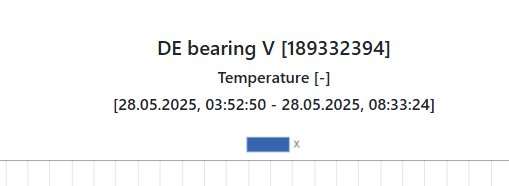 DE bearing V [189332394]
Temperature [-]
[28.05.2025, 03:52:50 - 28.05.2025, 08:33:24]
x